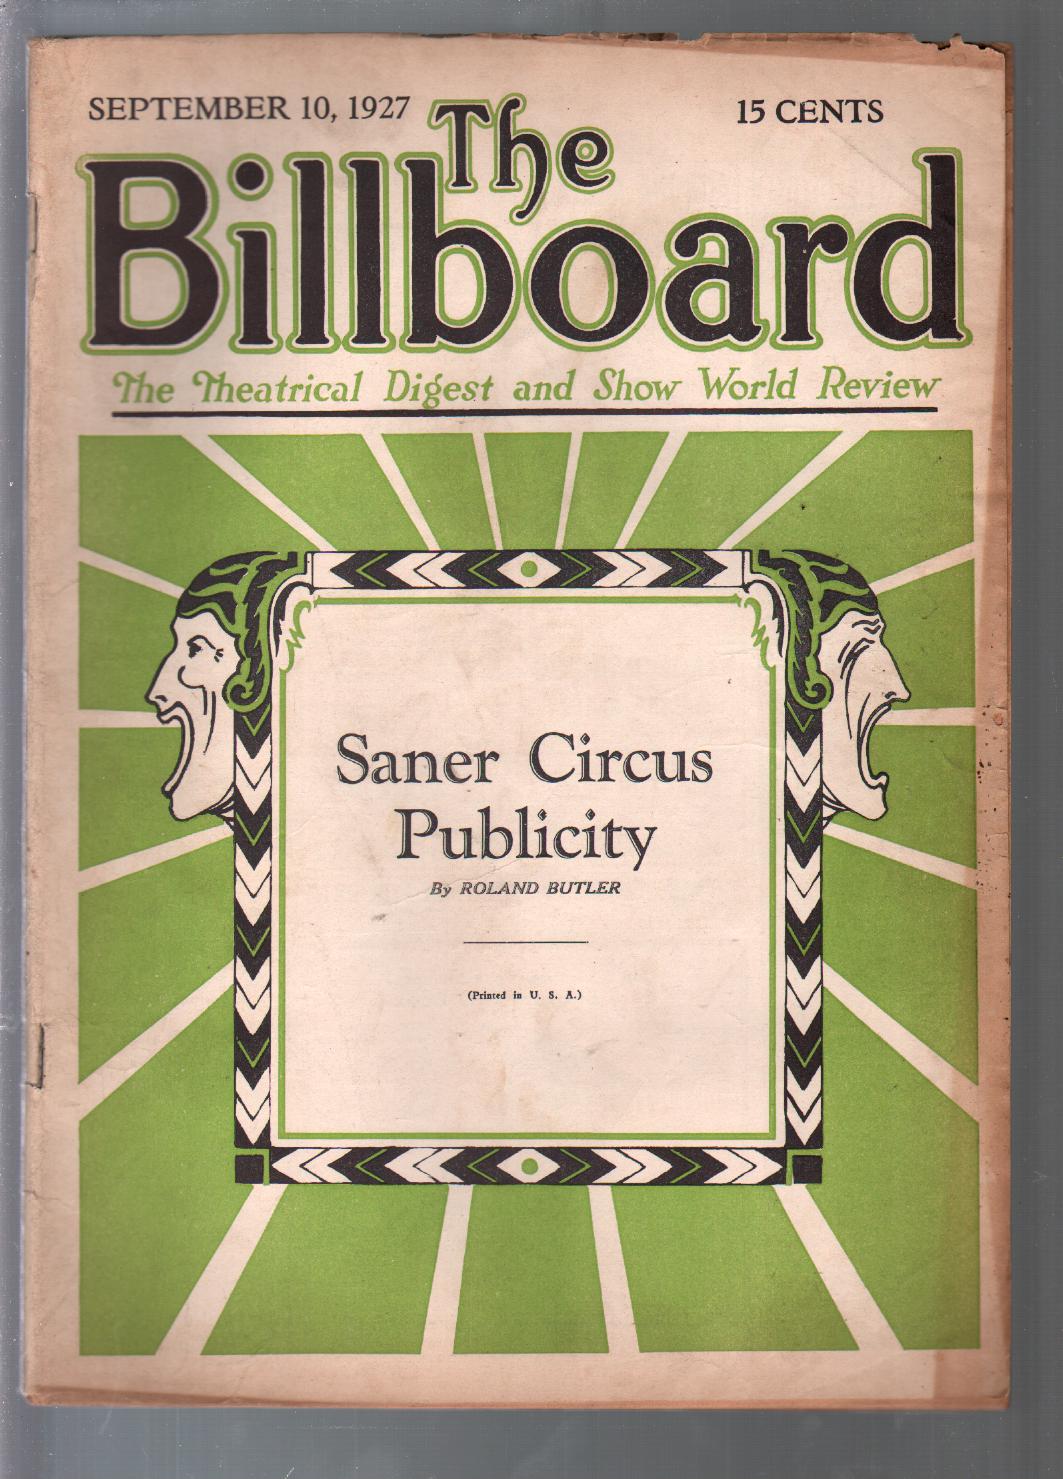 SEPTEMBER 10, 1927
15 CENTS
The
Billboard
The Theatrical Digest and Show World Review
Saner Circus
Publicity
By ROLAND BUTLER
(Printed in U. S. A.)